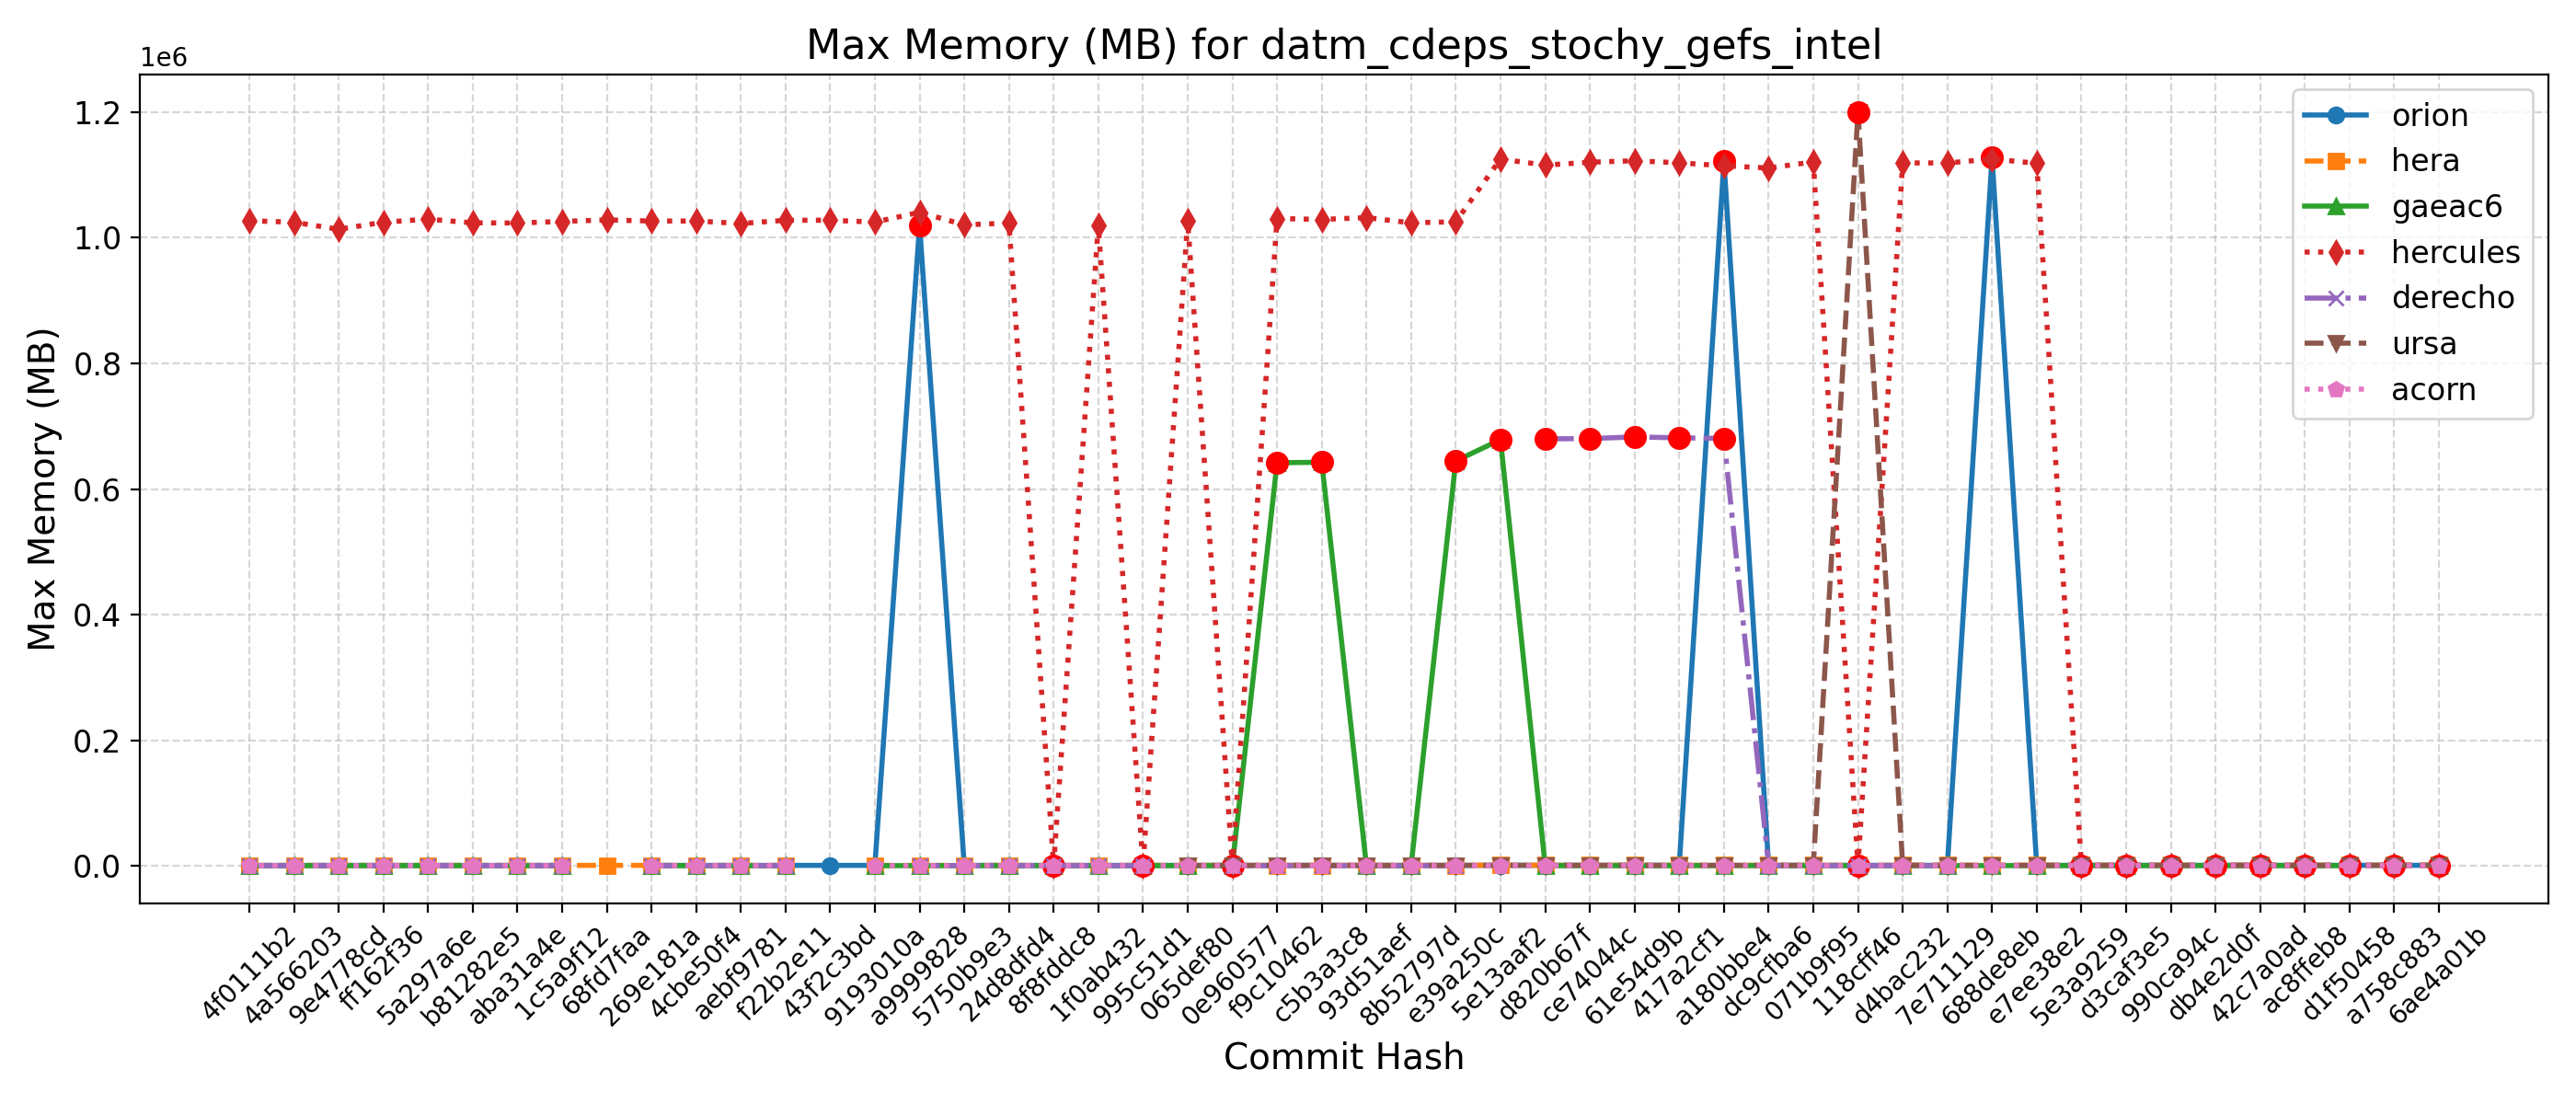 Max Memory (MB) for datm_cdeps_stochy_gefs_intel
1e6
1.2
1.0
0.8
0.6
0.4
0.2
0.0
Max Memory (MB)
orion
hera
gaeac6
hercules
derecho
ursa
acorn
4f0111b2
4a566203
9e4778cd
ff162f36
5a297a6e
b81282e5
aba31a4e
1c5a9f12
68fd7faa
269e181a
4cbe50f4
aebf9781
f22b2e11
43f2c3bd
9193010a
a9999828
5750b9e3
24d8dfd4
8f8fddc8
1f0ab432
995c51d1
065def80
0e960577
f9c10462
c5b3a3c8
93d51aef
8b52797d
e39a250c
5e13aaf2
d820b67f
ce74044c
61e54d9b
417a2cf1
a180bbe4
dc9cfba6
071b9f95
118cff46
d4bac232
7e711129
688de8eb
e7ee38e2
5e3a9259
d3caf3e5
990ca94c
db4e2d0f
42c7a0ad
ac8ffeb8
d1f50458
a758c883
6ae4a01b
Commit Hash